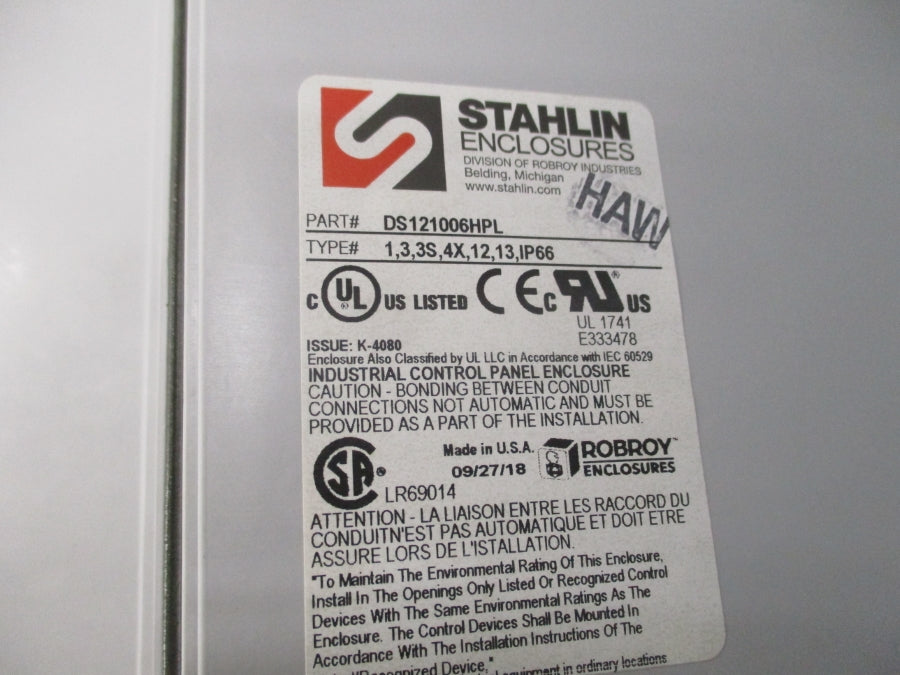 STAHLIN
ENCLOSURES
DIVISION OF ROBROY INDUSTRIES
Belding, Michigan
www.stahlin.com
HAW
PART# DS121006HPL
TYPE# 1,3,3S,4X,12,13,IP66
C UL US LISTED CE C RU ® US
UL 1741
E333478
ISSUE: K-4080
Enclosure Also Classified by UL LLC in Accordance with IEC 60529
INDUSTRIAL CONTROL PANEL ENCLOSURE
CAUTION - BONDING BETWEEN CONDUIT
CONNECTIONS NOT AUTOMATIC AND MUST BE
PROVIDED AS A PART OF THE INSTALLATION.
SA ®
LR69014
Made in U.S.A.
09/27/18
ROBROY™
ENCLOSURES
ATTENTION - LA LIAISON ENTRE LES RACCORD DU
CONDUITN'EST PAS AUTOMATIQUE ET DOIT ETRE
ASSURE LORS DE L'ISTALLATION.
"To Maintain The Environmental Rating Of This Enclosure,
Install In The Openings Only Listed Or Recognized Control
Devices With The Same Environmental Ratings As The
Enclosure. The Control Devices Shall Be Mounted In
Accordance With The Installation Instructions Of The
Recognized Device,"
equipment in ordinary locations